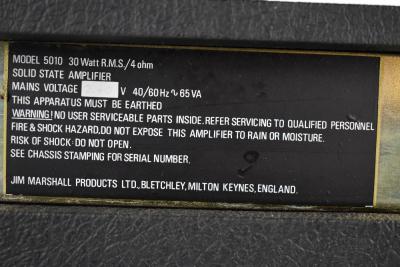 MODEL 5010 30 Watt R.M.S./4 ohm
SOLID STATE AMPLIFIER
MAINS VOLTAGE V 40/60 Hz ∿ 65 VA
THIS APPARATUS MUST BE EARTHED
WARNING! NO USER SERVICEABLE PARTS INSIDE. REFER SERVICING TO QUALIFIED PERSONNEL
FIRE & SHOCK HAZARD, DO NOT EXPOSE THIS AMPLIFIER TO RAIN OR MOISTURE.
RISK OF SHOCK- DO NOT OPEN.
SEE CHASSIS STAMPING FOR SERIAL NUMBER.
JIM MARSHALL PRODUCTS LTD., BLETCHLEY, MILTON KEYNES, ENGLAND.